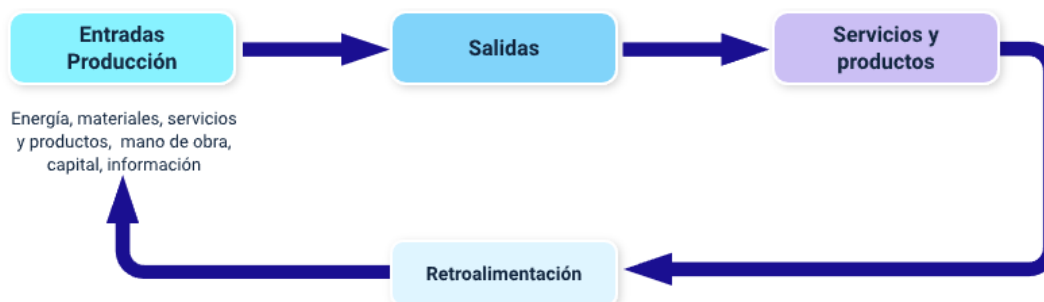 Entradas
Producción
Salidas
Servicios y
productos
Energía, materiales, servicios
y productos, mano de obra,
capital, información
Retroalimentación